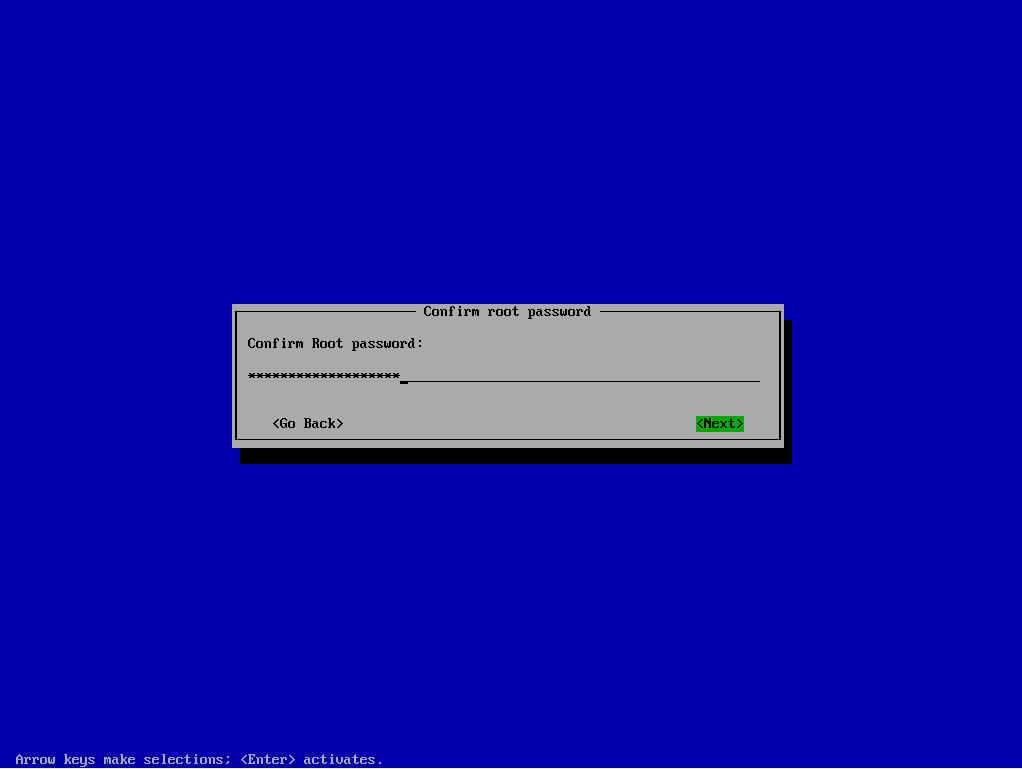 Confirm root password
Confirm Root password:
*******************_
<Go Back> <Next>
Arrow keys make selections; <Enter> activates.